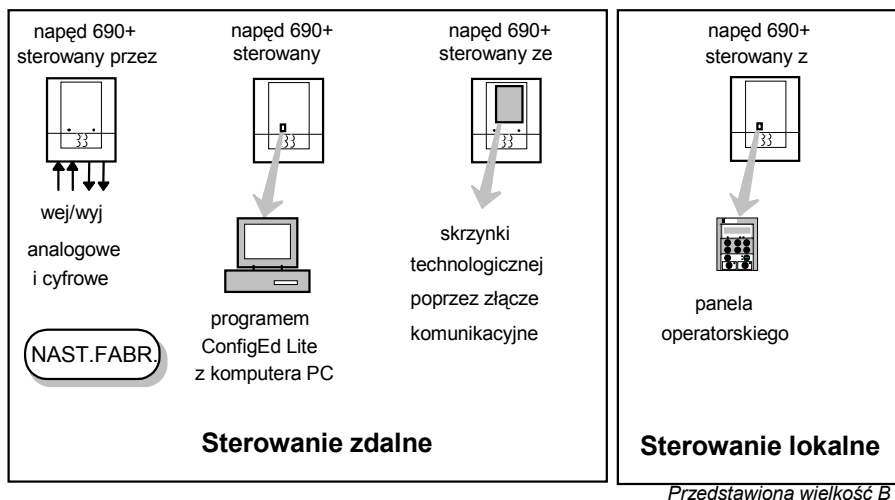 napęd 690+
sterowany przez
wej/wyj
analogowe
i cyfrowe
NAST.FABR.
napęd 690+
sterowany
programem
ConfigEd Lite
z komputera PC
napęd 690+
sterowany ze
skrzynki
technologicznej
poprzez złącze
komunikacyjne
Sterowanie zdalne
napęd 690+
sterowany z
panela
operatorskiego
Sterowanie lokalne
Przedstawiona wielkość B